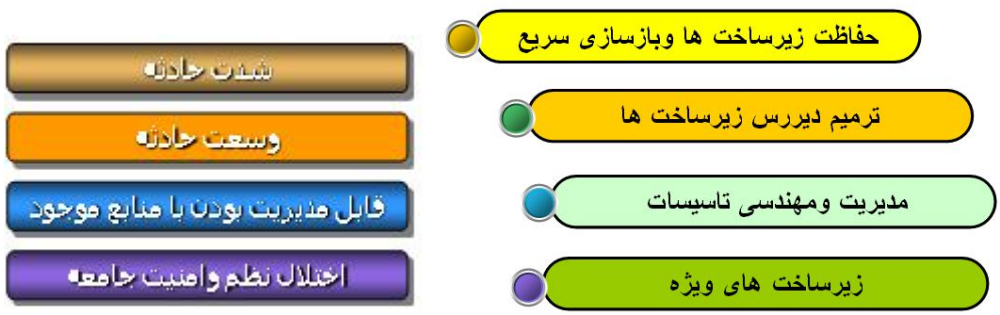 حفاظت زیرساخت ها وبازسازی سریع
ترمیم دیررس زیرساخت ها
مدیریت ومهندسی تاسیسات
زیرساخت های ویژه
شدت حادثه
وسعت حادثه
قابل مدیریت بودن با منابع موجود
اختلال نظم وامنیت جامعه